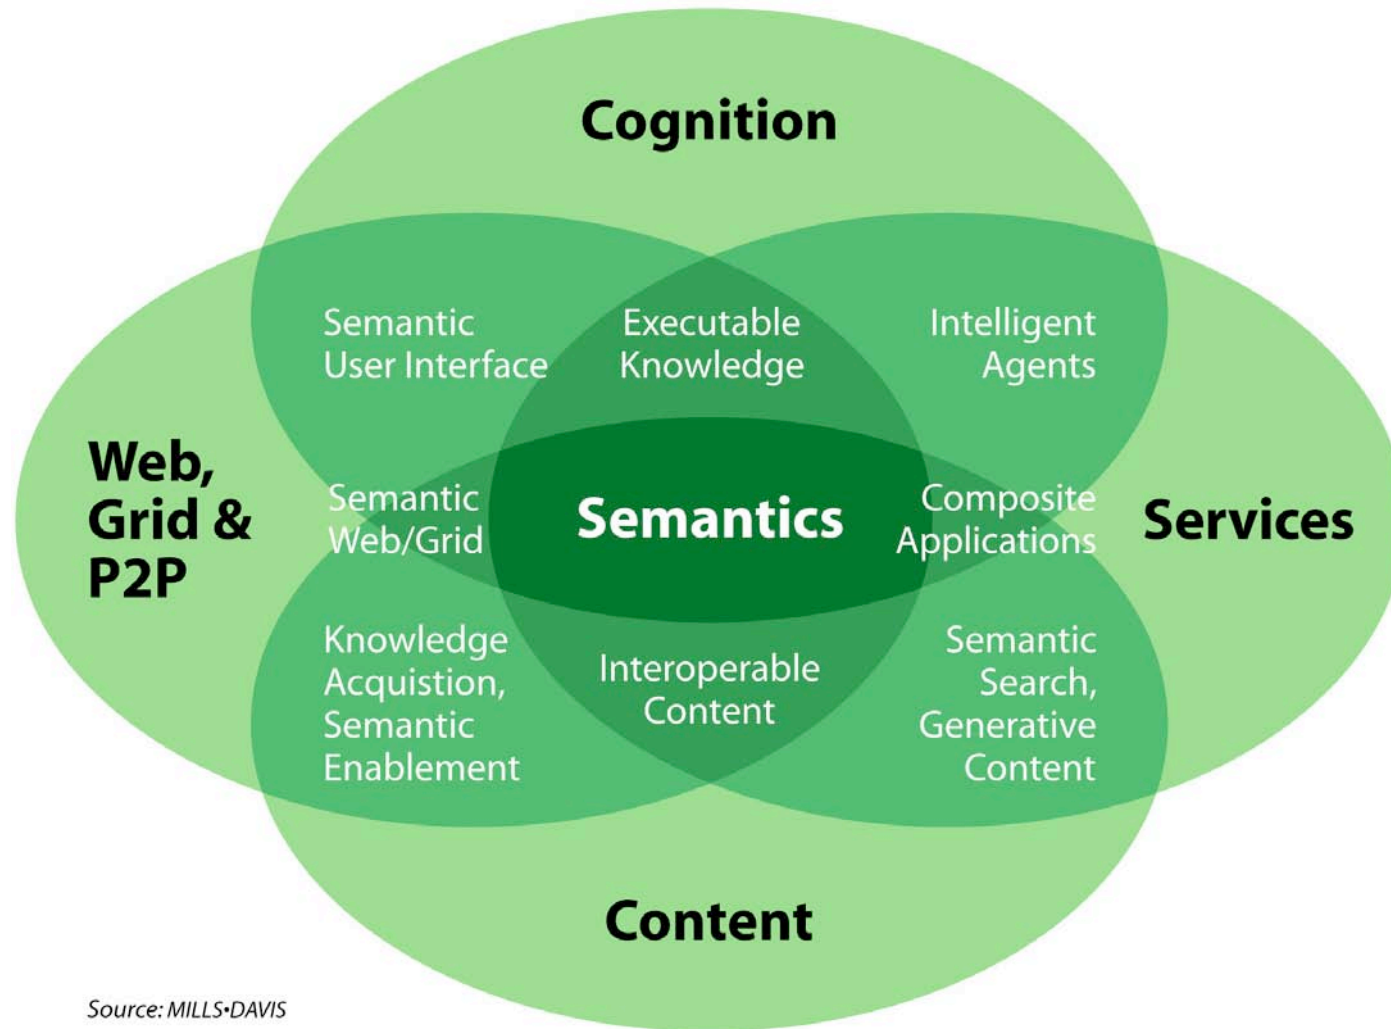 Cognition
Semantic
User Interface
Executable
Knowledge
Intelligent
Agents
Web,
Grid &
P2P
Semantic
Web/Grid
Semantics
Composite
Applications
Services
Knowledge
Acquistion,
Semantic
Enablement
Interoperable
Content
Semantic
Search,
Generative
Content
Content
Source: MILLS•DAVIS